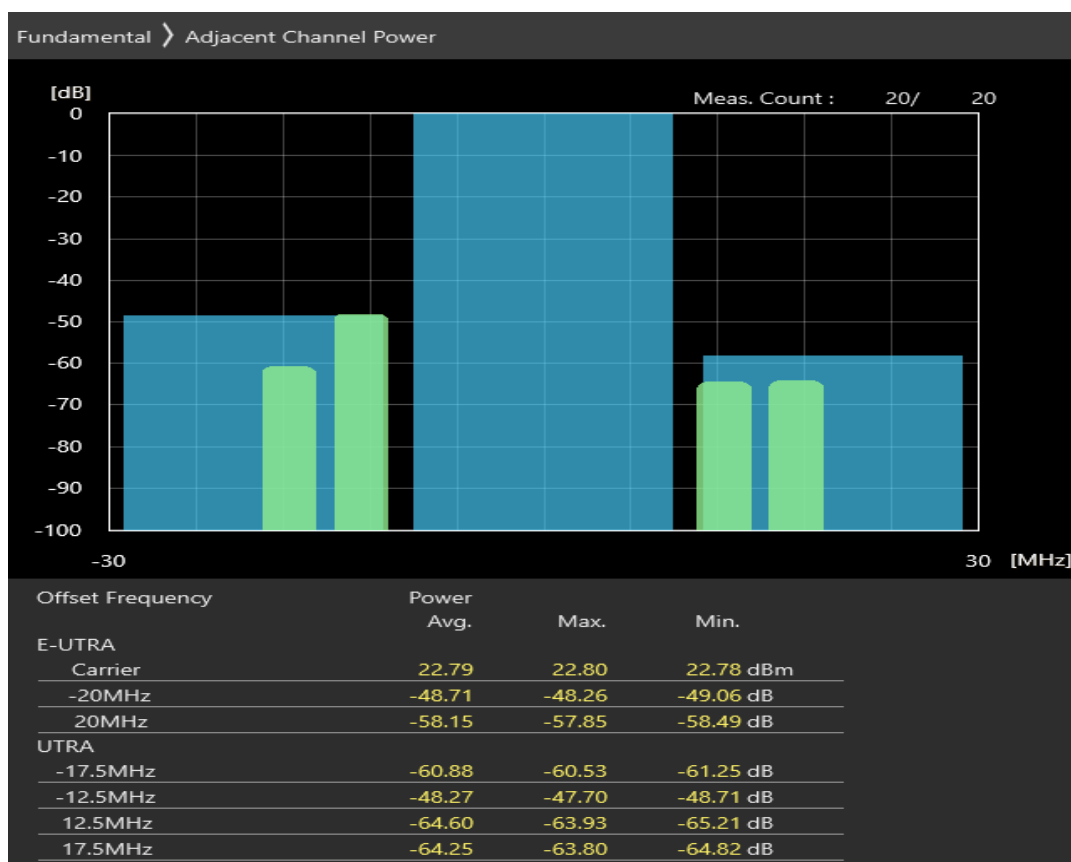 Fundamental ❯ Adjacent Channel Power
[dB]
Meas. Count : 20/ 20
0
-10
-20
-30
-40
-50
-60
-70
-80
-90
-100
-30 30 [MHz]
Offset Frequency Power
Avg. Max. Min.
E-UTRA
Carrier 22.79 22.80 22.78 dBm
-20MHz -48.71 -48.26 -49.06 dB
20MHz -58.15 -57.85 -58.49 dB
UTRA
-17.5MHz -60.88 -60.53 -61.25 dB
-12.5MHz -48.27 -47.70 -48.71 dB
12.5MHz -64.60 -63.93 -65.21 dB
17.5MHz -64.25 -63.80 -64.82 dB